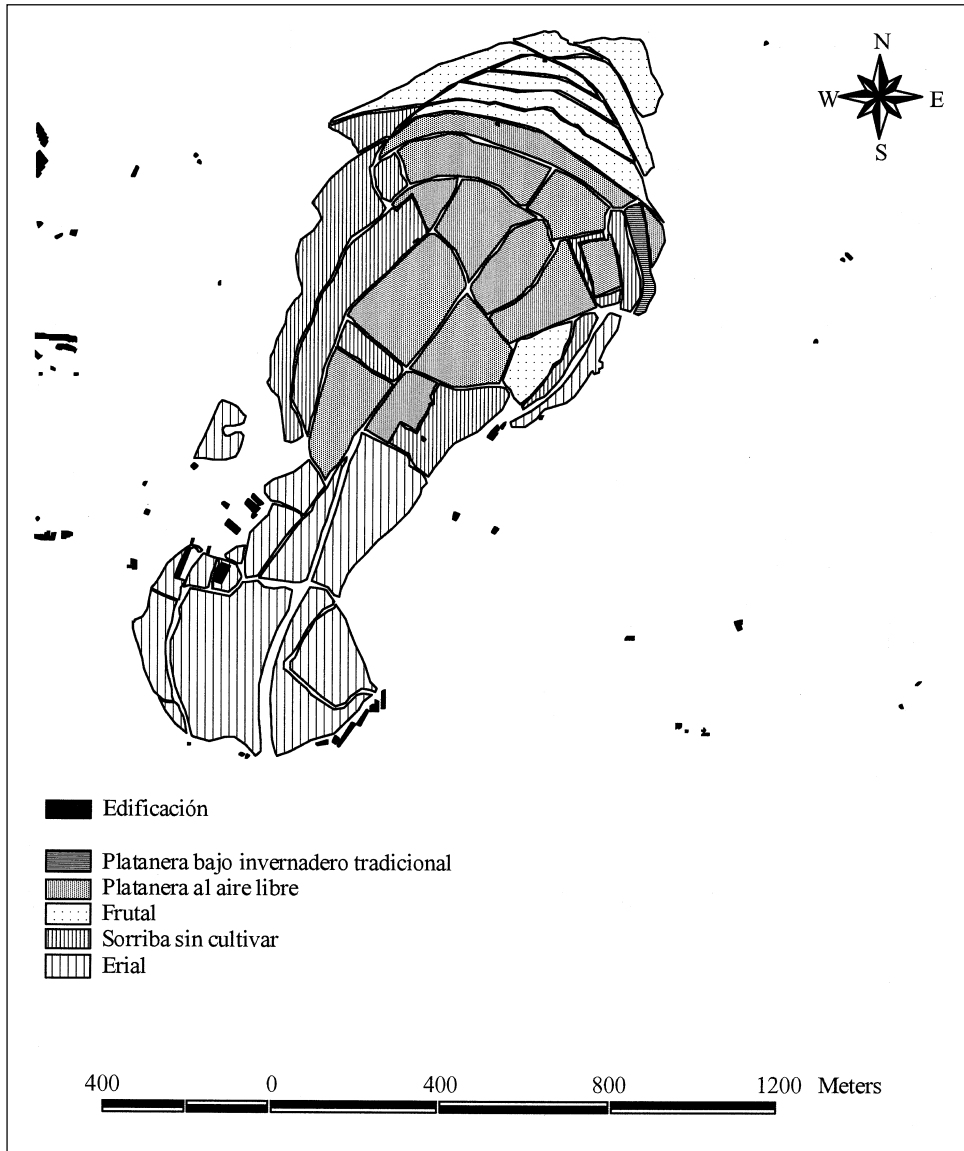 N
W E
S
Edificación
Platanera bajo invernadero tradicional
Platanera al aire libre
Frutal
Sorriba sin cultivar
Erial
400 0 400 800 1200 Meters